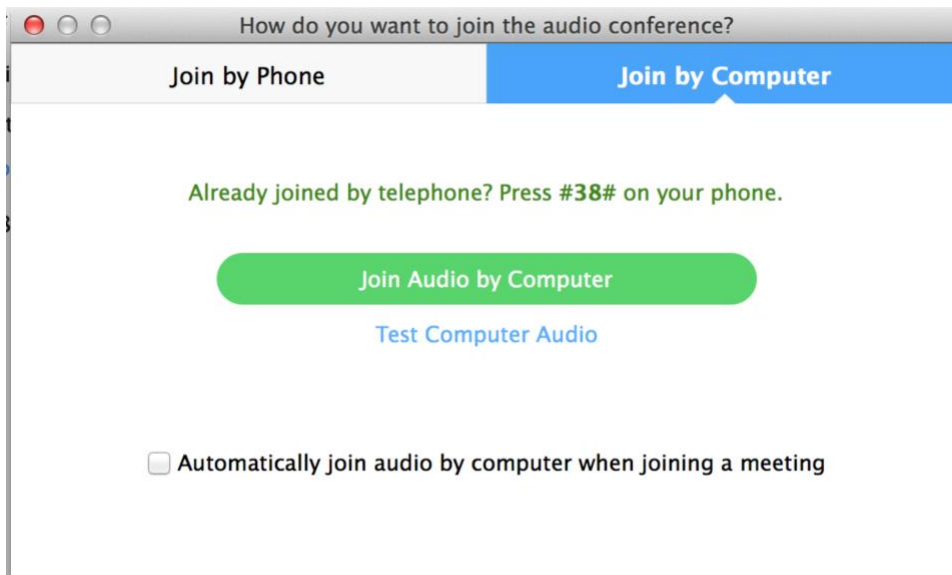 How do you want to join the audio conference?
Join by Phone
Join by Computer
Already joined by telephone? Press #38# on your phone.
Join Audio by Computer
Test Computer Audio
Automatically join audio by computer when joining a meeting